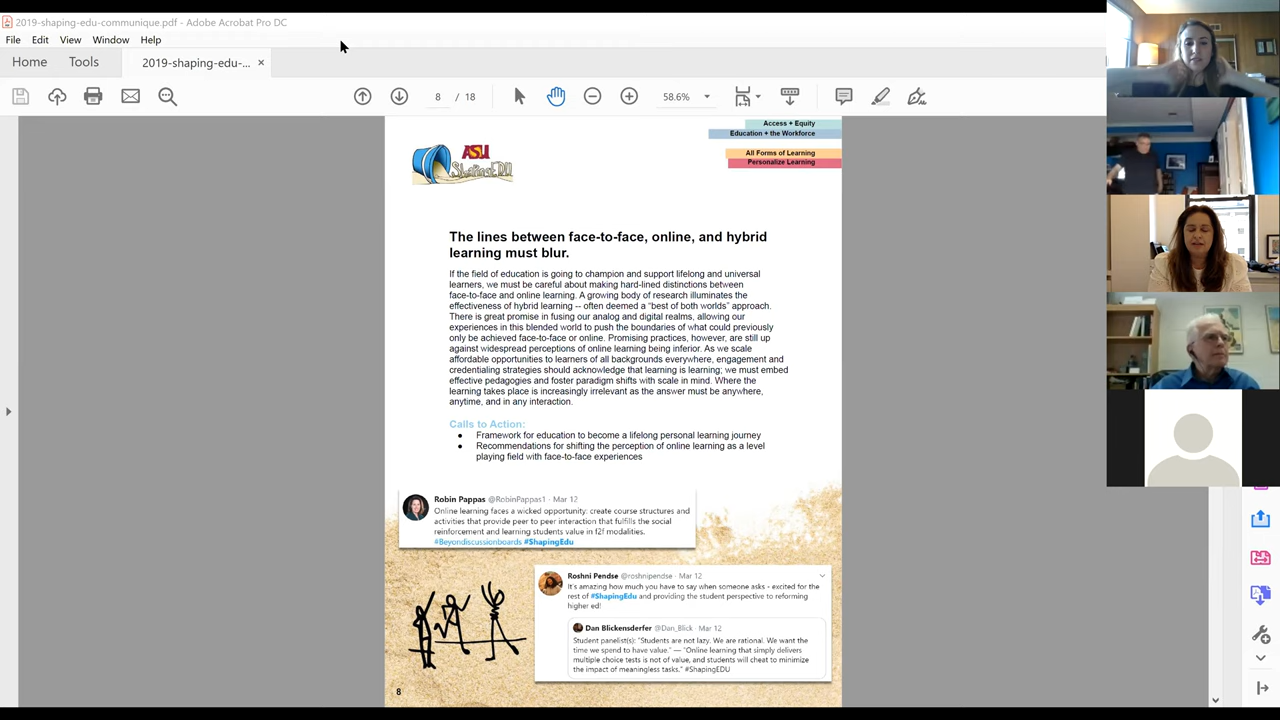 2019-shaping-edu-communique.pdf - Adobe Acrobat Pro DC
File Edit View Window Help
Home Tools 2019-shaping-edu-... ×
8 / 18 58.6%
Access + Equity
Education + the Workforce
All Forms of Learning
Personalize Learning
ASU
ShapingEDU
The lines between face-to-face, online, and hybrid
learning must blur.
If the field of education is going to champion and support lifelong and universal
learners, we must be careful about making hard-lined distinctions between
face-to-face and online learning. A growing body of research illuminates the
effectiveness of hybrid learning -- often deemed a “best of both worlds” approach.
There is great promise in fusing our analog and digital realms, allowing our
experiences in this blended world to push the boundaries of what could previously
only be achieved face-to-face or online. Promising practices, however, are still up
against widespread perceptions of online learning being inferior. As we scale
affordable opportunities to learners of all backgrounds everywhere, engagement and
credentialing strategies should acknowledge that learning is learning; we must embed
effective pedagogies and foster paradigm shifts with scale in mind. Where the
learning takes place is increasingly irrelevant as the answer must be anywhere,
anytime, and in any interaction.
Calls to Action:
● Framework for education to become a lifelong personal learning journey
● Recommendations for shifting the perception of online learning as a level
playing field with face-to-face experiences
Robin Pappas @RobinPappas1 · Mar 12
Online learning faces a wicked opportunity: create course structures and
activities that provide peer to peer interaction that fulfills the social
reinforcement and learning students value in f2f modalities.
#Beyondiscussionboards #ShapingEdu
Roshni Pendse @roshnipendse · Mar 12
It's amazing how much you have to say when someone asks - excited for the
rest of #ShapingEdu and providing the student perspective to reforming
higher ed!
Dan Blickensderfer @Dan_Blick · Mar 12
Student panelist(s): "Students are not lazy. We are rational. We want the
time we spend to have value." — "Online learning that simply delivers
multiple choice tests is not of value, and students will cheat to minimize
the impact of meaningless tasks." #ShapingEDU
8